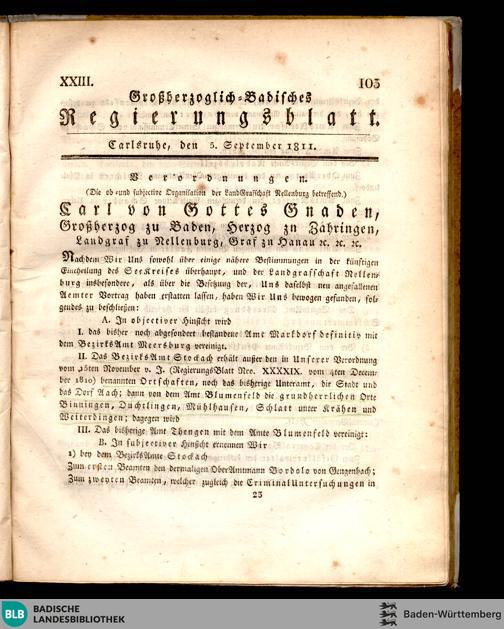 XXIII. 105
Großherzoglich-Badisches
Regierungsblatt.
Carlsruhe, den 5. September 1811.
Verordnungen.
(Die ob- und subjective Organisation der LandGrafschaft Nellenburg betreffend.)
Carl von Gottes Gnaden,
Großherzog zu Baden, Herzog zu Zähringen,
Landgraf zu Nellenburg, Graf zu Hanau ꝛc. ꝛc. ꝛc.
Nachdem Wir Uns sowohl über einige nähere Bestimmungen in der künftigen
Eintheilung des SeeKreises überhaupt, und der Landgrafschaft Nellen-
burg insbesondere, als über die Besetzung der, Uns daselbst neu angefallenen
Aemter Vortrag haben erstatten lassen, haben Wir Uns bewogen gefunden, fol-
gendes zu beschließen:
A. In objectiver Hinsicht wird
I. das bisher noch abgesondert bestandene Amt Markdorf definitiv mit
dem BezirksAmt Meersburg vereinigt.
II. Das BezirksAmt Stockach erhält außer den in Unserer Verordnung
vom 15ten November v. J. (RegierungsBlatt Nro. XXXXIX. vom 4ten Decem-
ber 1810) benannten Ortschaften, noch das bisherige Unteramt, die Stadt und
das Dorf Aach; dann von dem Amt Blumenfeld die grundherrlichen Orte
Binningen, Duchtlingen, Mühlhausen, Schlatt unter Krähen und
Weiterdingen; dagegen wird
III. Das bisherige Amt Thengen mit dem Amte Blumenfeld vereinigt:
B. In subjectiver Hinsicht ernennen Wir
1) bey dem BezirksAmte Stockach
Zum ersten Beamten den dermaligen OberAmtmann Bordolo von Gengenbach;
Zum zweyten Beamten, welcher zugleich die CriminalUntersuchungen in
23
BLB BADISCHE
LANDESBIBLIOTHEK
Baden-Württemberg